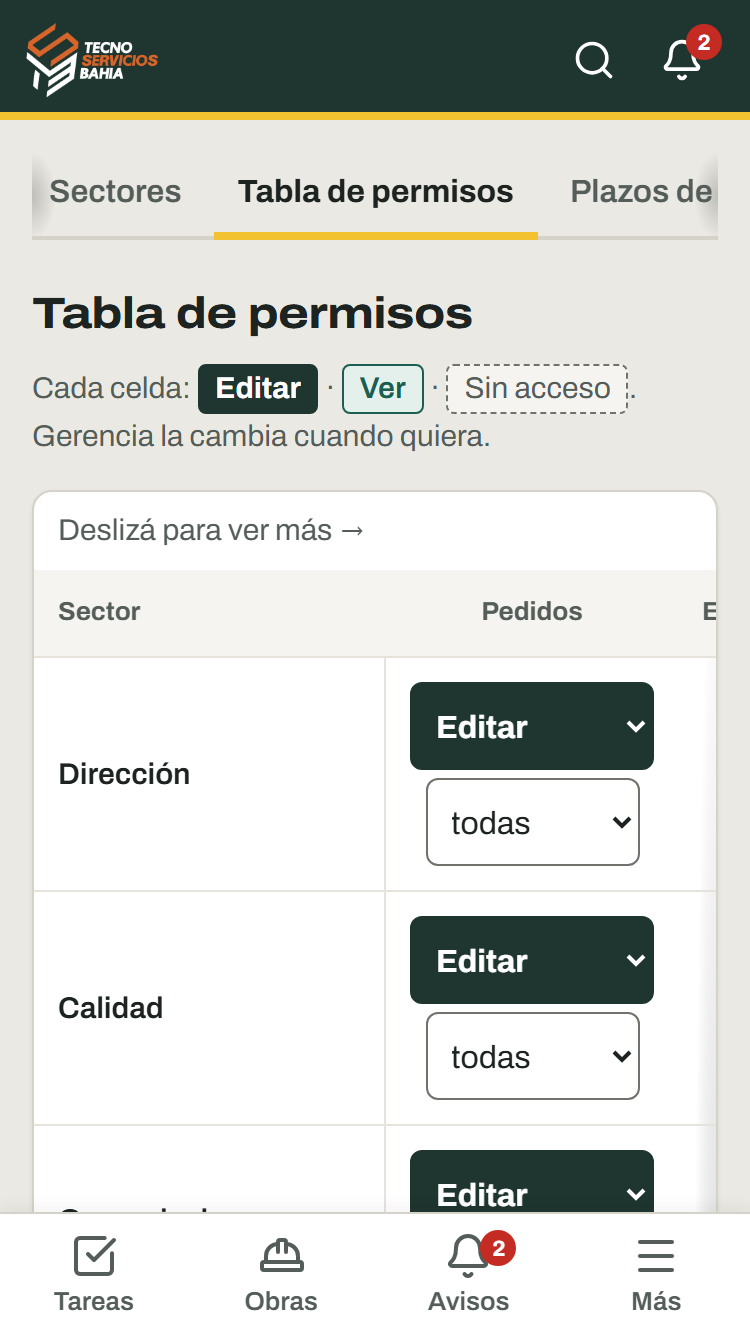 TECNO
SERVICIOS
BAHIA
2
Sectores
Tabla de permisos
Plazos de
Tabla de permisos
Cada celda: Editar · Ver · Sin acceso.
Gerencia la cambia cuando quiera.
Deslizá para ver más →
Sector
Pedidos
Editar
Dirección
todas
Editar
Calidad
todas
Editar
Tareas
Obras
2
Avisos
Más